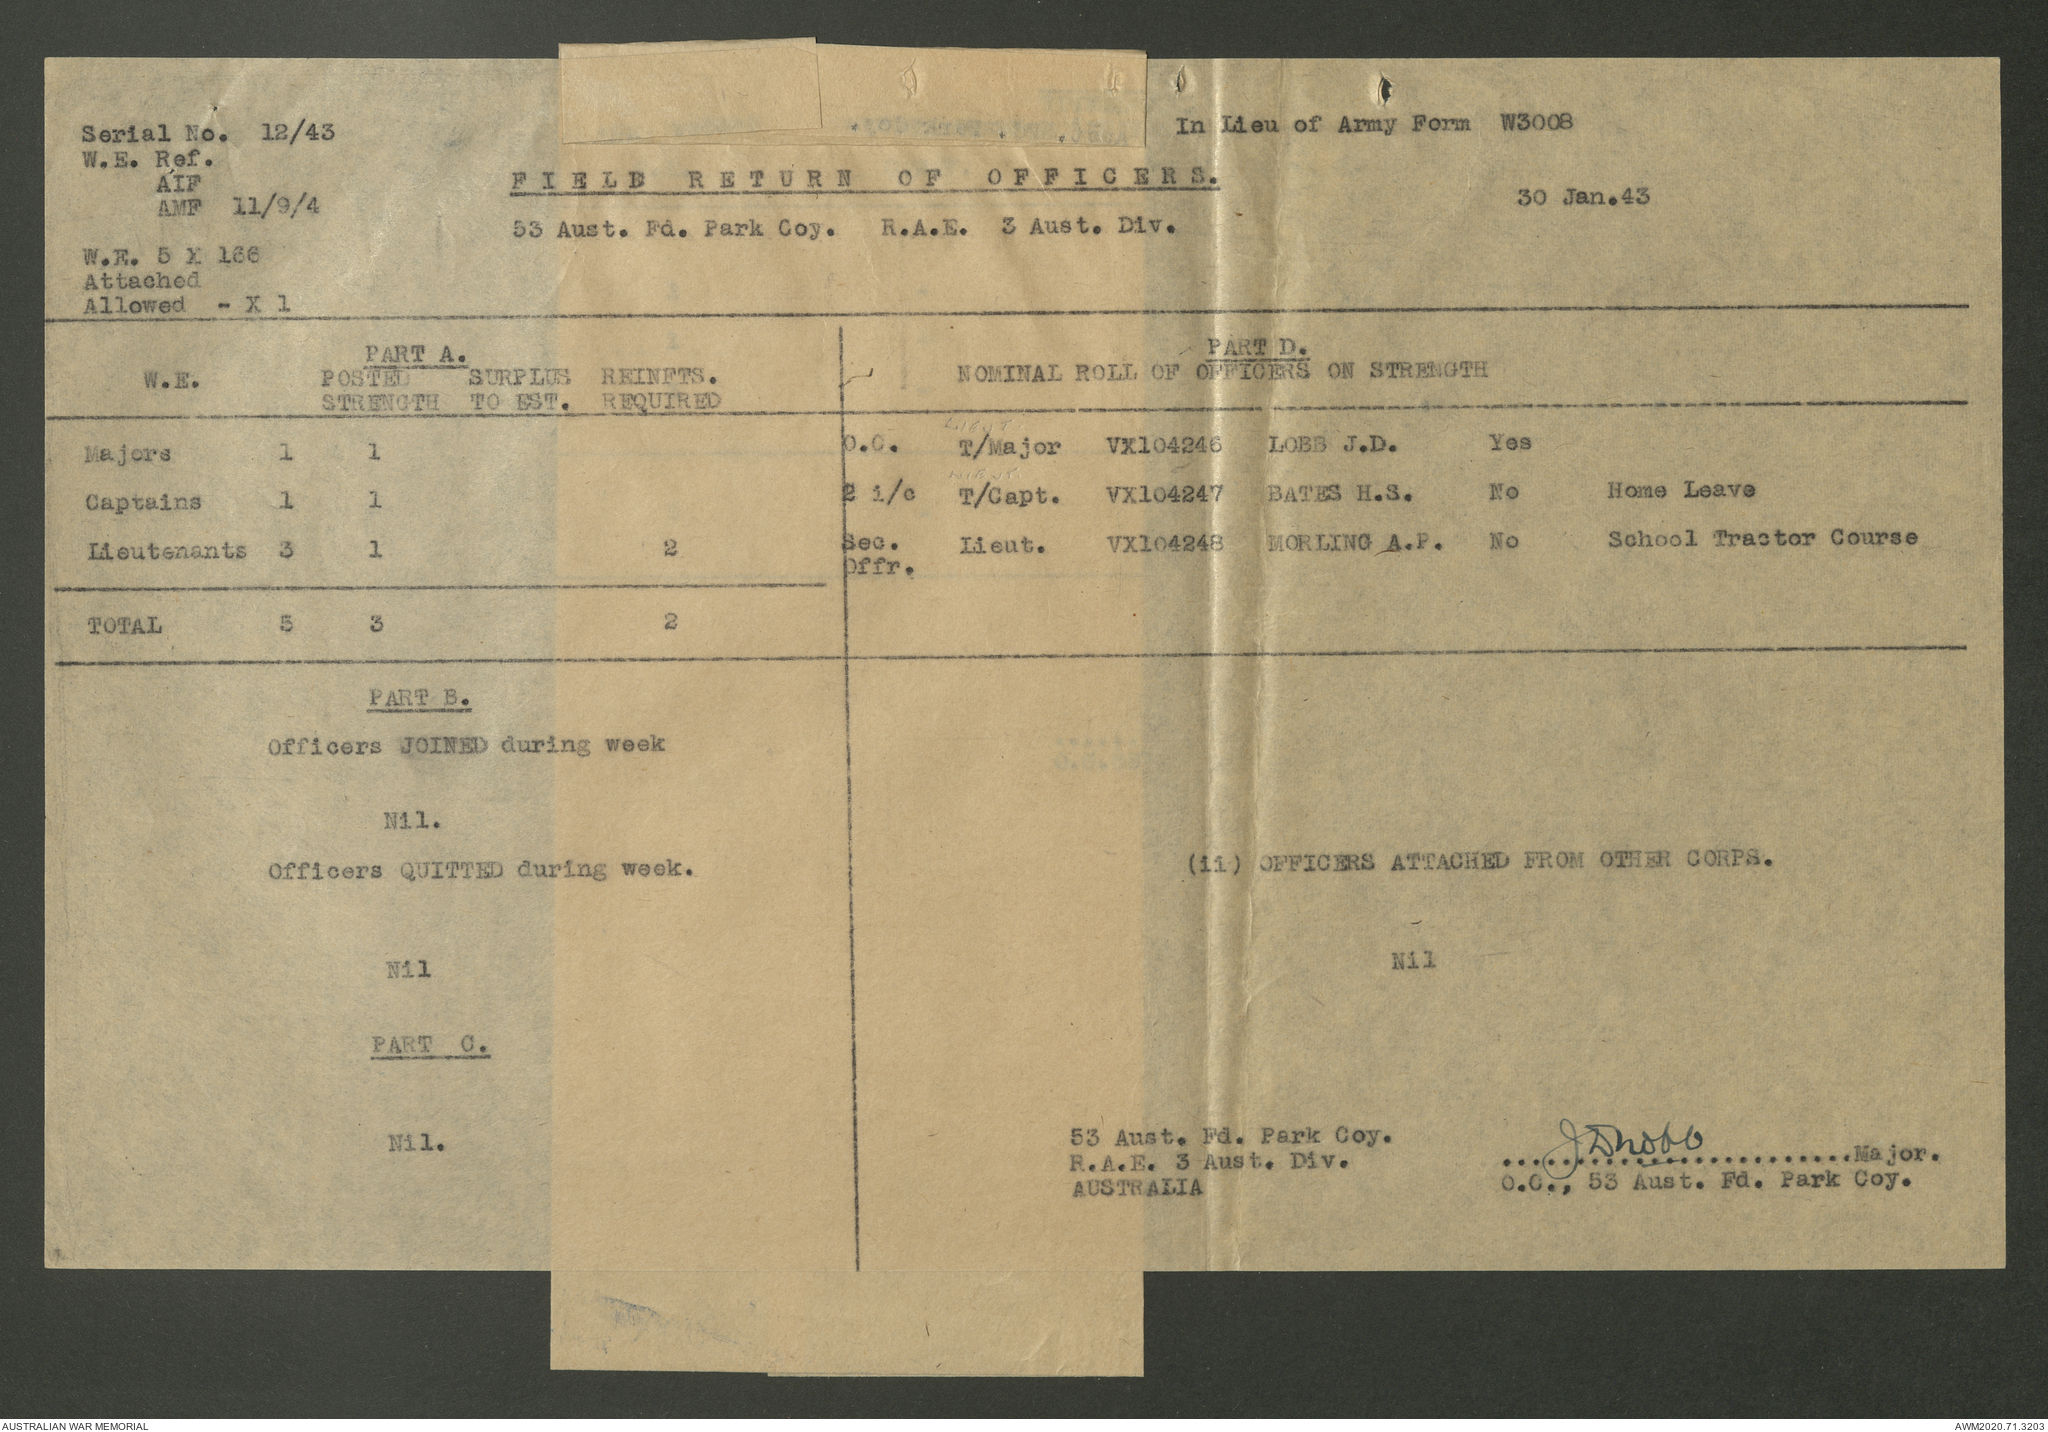 Serial No. 12/43
In Lieu of Army Form W3008
W.E. Ref.
AIF
AMF 11/9/4
FIELD RETURN OF OFFICERS.
30 Jan.43
53 Aust. Fd. Park Coy. R.A.E. 3 Aust. Div.
W.E. 5 X 166
Attached
Allowed - X 1
PART A.
W.E. POSTED SURPLUS REINFTS.
STRENGTH TO EST. REQUIRED
Majors 1 1
Captains 1 1
Lieutenants 3 1 2
TOTAL 5 3 2
PART D.
NOMINAL ROLL OF OFFICERS ON STRENGTH
Lieut
O.C. T/Major VX104246 LOBB J.D. Yes
Lieut.
2 i/c T/Capt. VX104247 BATES H.S. No Home Leave
Sec. Lieut. VX104248 MORLING A.P. No School Tractor Course
Offr.
PART B.
Officers JOINED during week
Nil.
Officers QUITTED during week.
Nil
PART C.
Nil.
(ii) OFFICERS ATTACHED FROM OTHER CORPS.
Nil
53 Aust. Fd. Park Coy.
R.A.E. 3 Aust. Div.
AUSTRALIA
JDLobb
........................Major.
O.C., 53 Aust. Fd. Park Coy.
AUSTRALIAN WAR MEMORIAL
AWM2020.71.3203